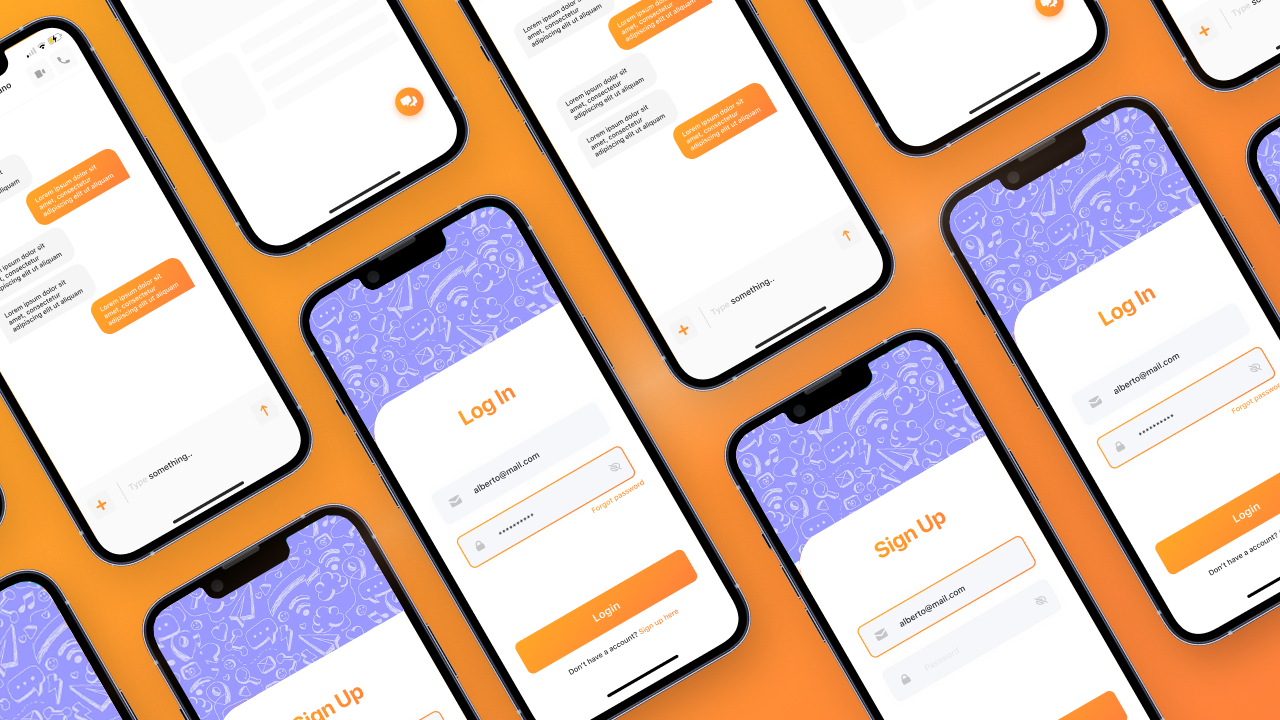 Lorem ipsum dolor sit
amet, consectetur
adipiscing elit ut aliquam
Lorem ipsum dolor sit
amet, consectetur
adipiscing elit ut aliquam
Lorem ipsum dolor sit
amet, consectetur
adipiscing elit ut aliquam
Type something..
Lorem ipsum dolor sit
amet, consectetur
adipiscing elit ut aliquam
Lorem ipsum dolor sit
amet, consectetur
adipiscing elit ut aliquam
Lorem ipsum dolor sit
amet, consectetur
adipiscing elit ut aliquam
Lorem ipsum dolor sit
amet, consectetur
adipiscing elit ut aliquam
Lorem ipsum dolor sit
amet, consectetur
adipiscing elit ut aliquam
Type something..
Type
Log In
alberto@mail.com
••••••••••
Forgot password
Login
Don't have a account? Sign up here
Log In
alberto@mail.com
••••••••••
Forgot password
Login
Don't have a account?
Sign Up
Sign Up
alberto@mail.com
Password